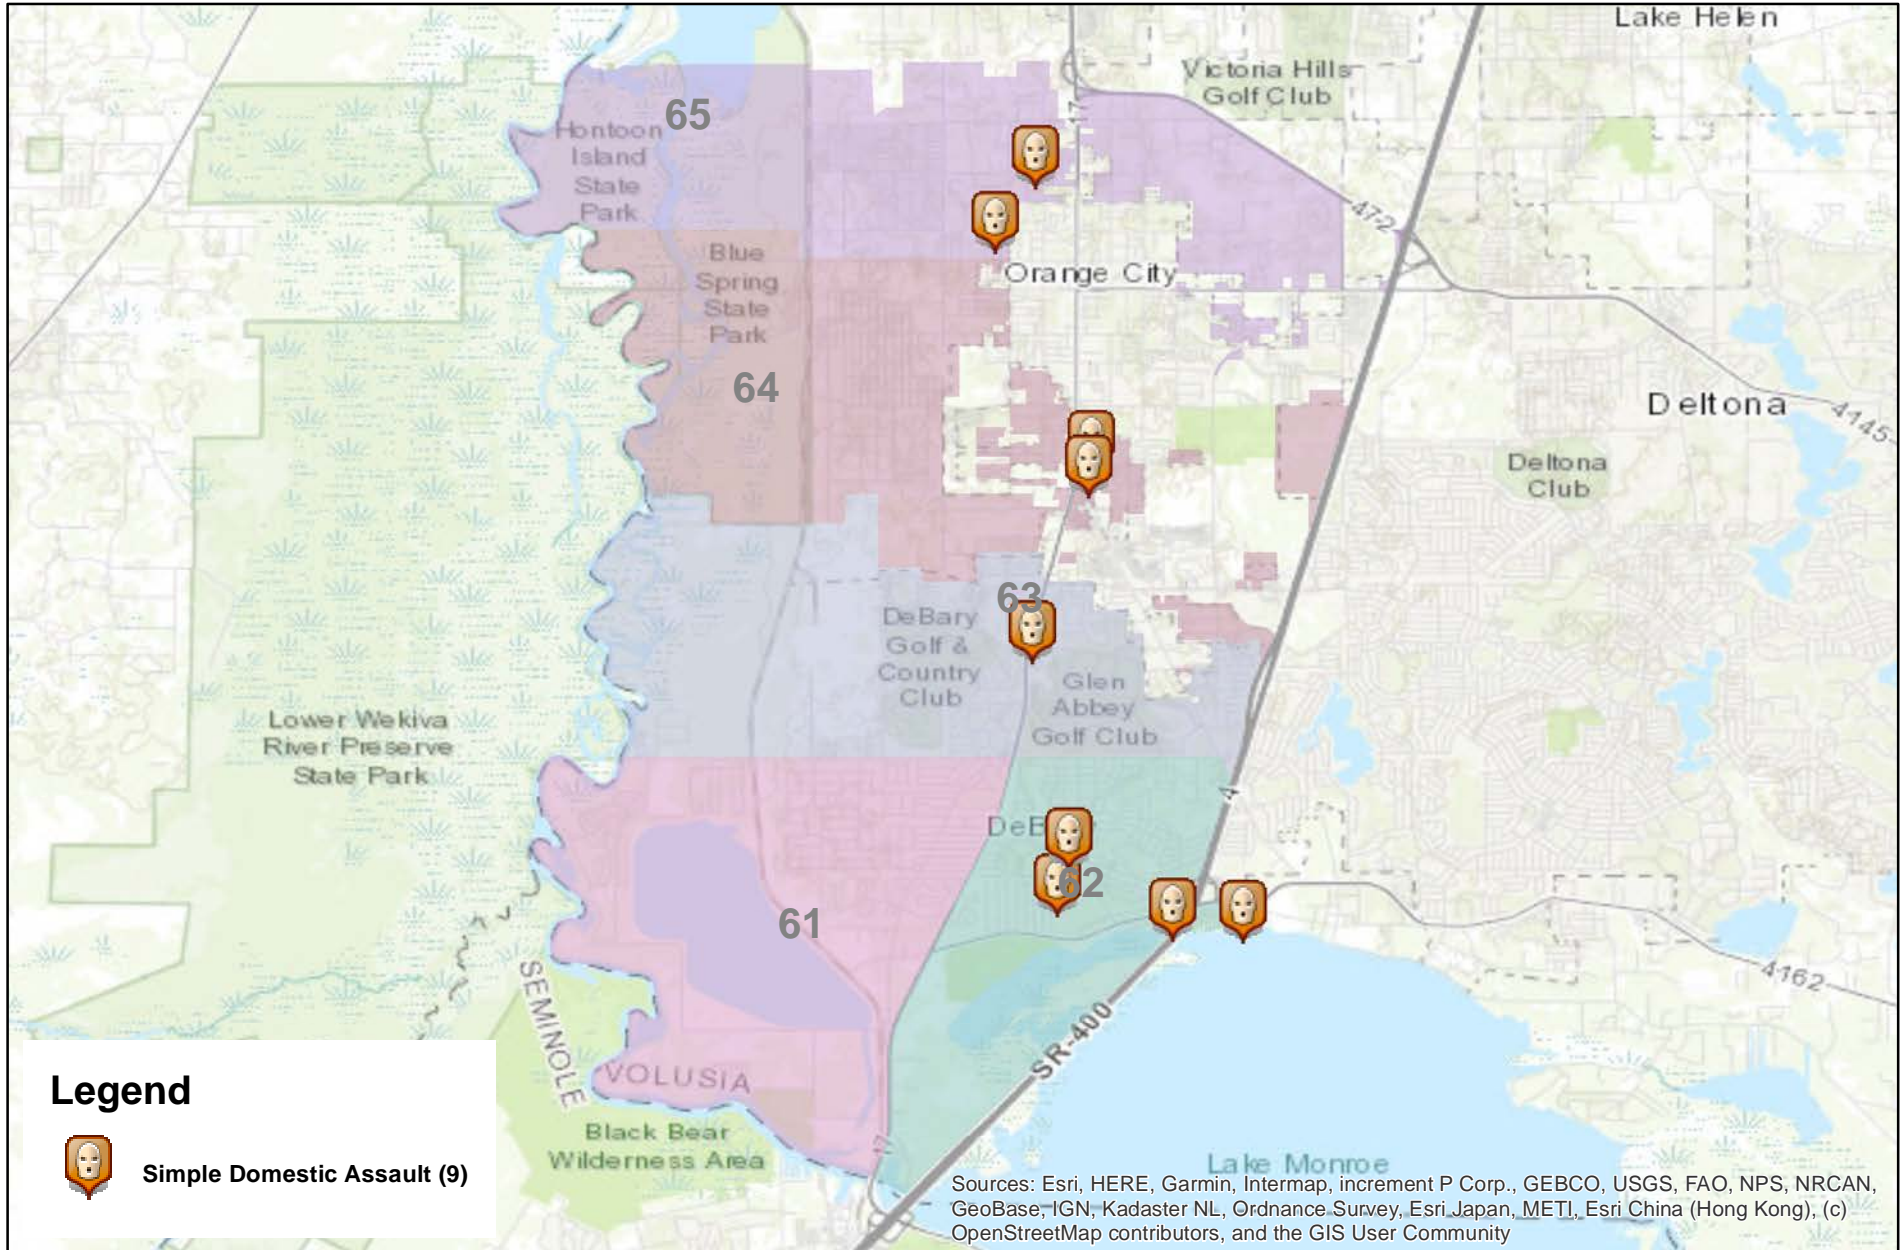 Lake Helen
Victoria Hills
Golf Club
65
Hontoon
Island
State
Park
17
472
Blue
Spring
State
Park
Orange City
64
Deltona
4145
Deltona
Club
63
DeBary
Golf &
Country
Club
Glen
Abbey
Golf Club
Lower Wekiva
River Preserve
State Park
4
DeB
62
61
4162
SEMINOLE
SR-400
VOLUSIA
Legend
Simple Domestic Assault (9)
Black Bear
Wilderness Area
17
Lake Monroe
Sources: Esri, HERE, Garmin, Intermap, increment P Corp., GEBCO, USGS, FAO, NPS, NRCAN,
GeoBase, IGN, Kadaster NL, Ordnance Survey, Esri Japan, METI, Esri China (Hong Kong), (c)
OpenStreetMap contributors, and the GIS User Community